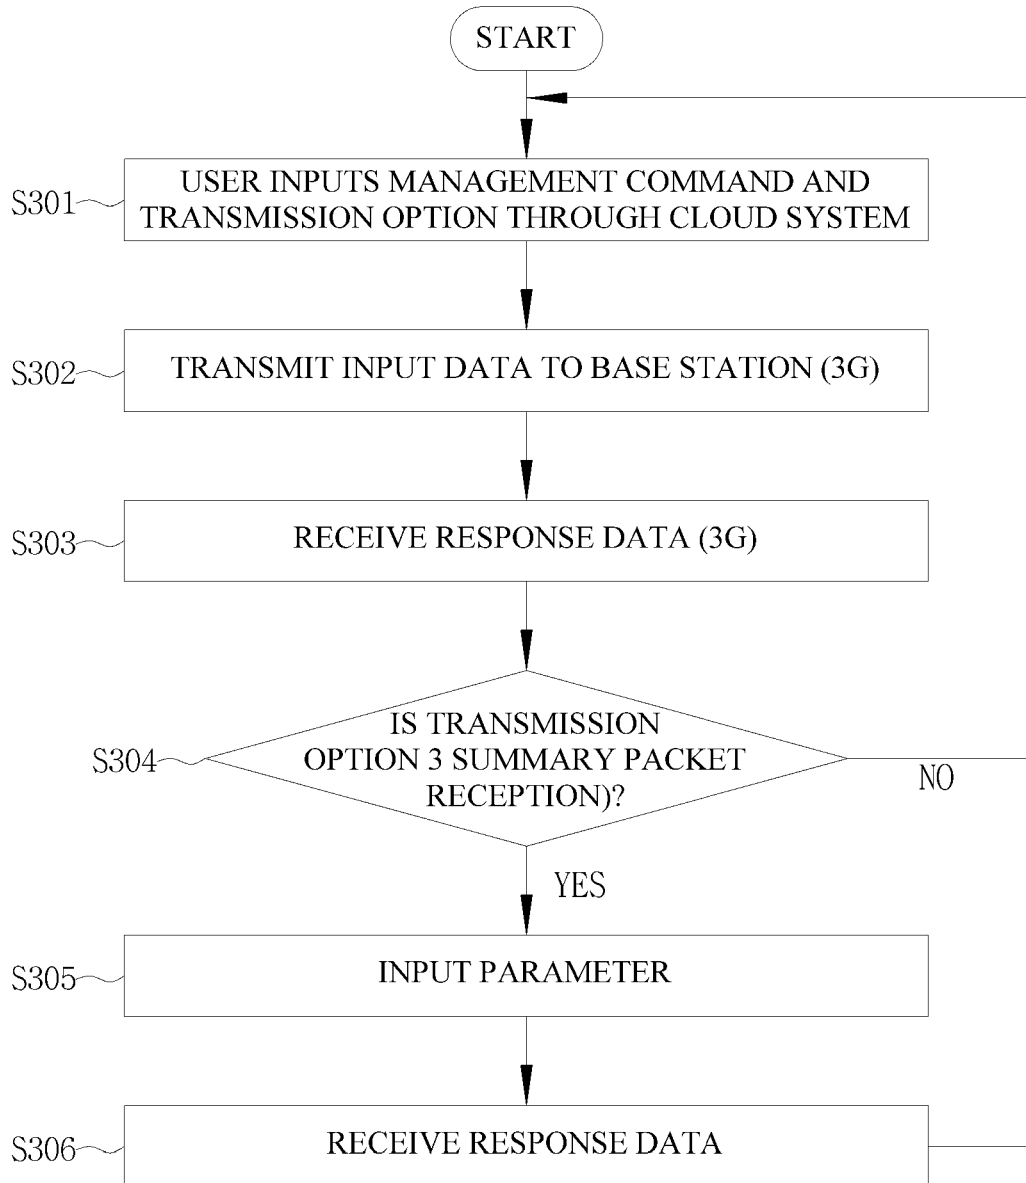 START
S301
USER INPUTS MANAGEMENT COMMAND AND
TRANSMISSION OPTION THROUGH CLOUD SYSTEM
S302
TRANSMIT INPUT DATA TO BASE STATION (3G)
S303
RECEIVE RESPONSE DATA (3G)
S304
IS TRANSMISSION
OPTION 3 SUMMARY PACKET
RECEPTION)?
NO
YES
S305
INPUT PARAMETER
S306
RECEIVE RESPONSE DATA